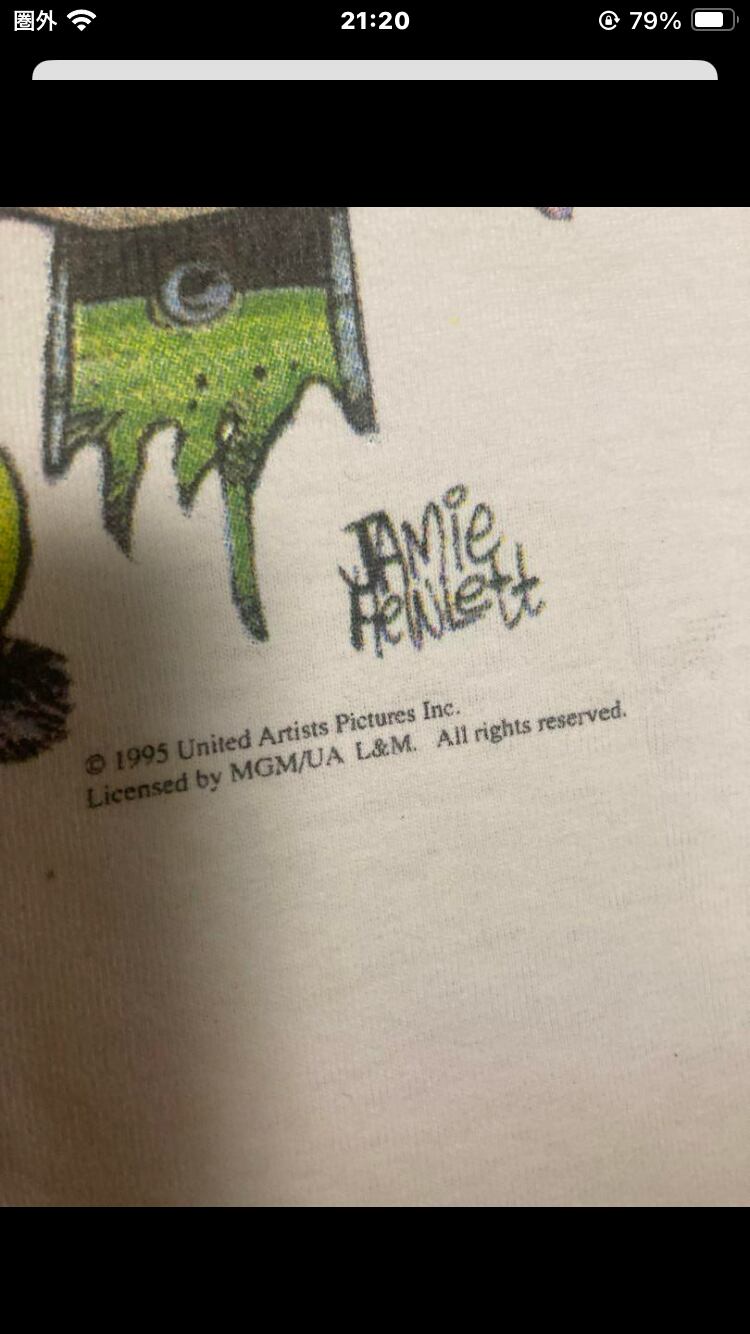 圏外 21:20 79%
JAMie
HewLett
© 1995 United Artists Pictures Inc.
Licensed by MGM/UA L&M. All rights reserved.